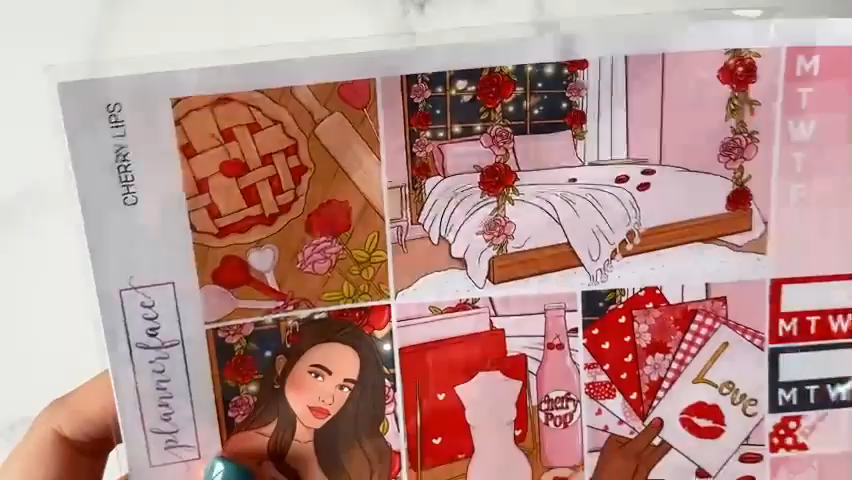 CHERRY LIPS
plannerface
M
T
W
T
F
M T W
M T W
Cherry
Pop
Love